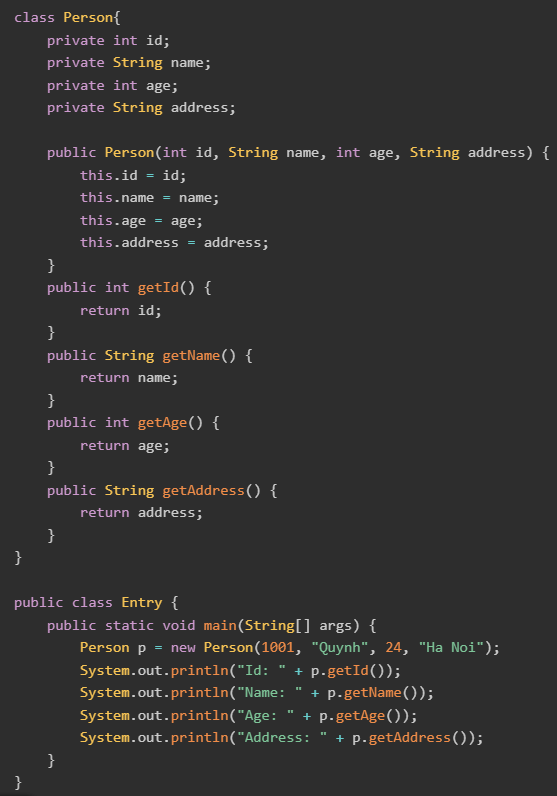 class Person{
    private int id;
    private String name;
    private int age;
    private String address;

    public Person(int id, String name, int age, String address) {
        this.id = id;
        this.name = name;
        this.age = age;
        this.address = address;
    }
    public int getId() {
        return id;
    }
    public String getName() {
        return name;
    }
    public int getAge() {
        return age;
    }
    public String getAddress() {
        return address;
    }
}

public class Entry {
    public static void main(String[] args) {
        Person p = new Person(1001, "Quynh", 24, "Ha Noi");
        System.out.println("Id: " + p.getId());
        System.out.println("Name: " + p.getName());
        System.out.println("Age: " + p.getAge());
        System.out.println("Address: " + p.getAddress());
    }
}